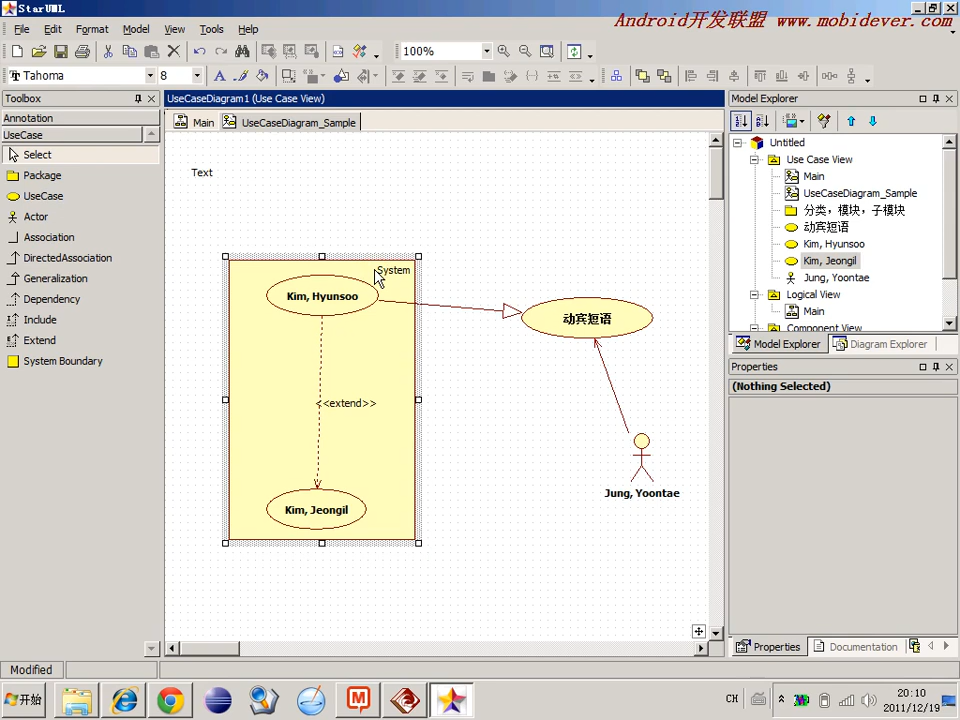 StarUML
Android开发联盟 www.mobidever.com
File Edit Format Model View Tools Help
100%
Tahoma 8
Toolbox
UseCaseDiagram1 (Use Case View)
Model Explorer
Annotation
UseCase
Main UseCaseDiagram_Sample
Select
Package
UseCase
Actor
Association
DirectedAssociation
Generalization
Dependency
Include
Extend
System Boundary
Text
System
Kim, Hyunsoo
<<extend>>
Kim, Jeongil
动宾短语
Jung, Yoontae
Untitled
Use Case View
Main
UseCaseDiagram_Sample
分类，模块，子模块
动宾短语
Kim, Hyunsoo
Kim, Jeongil
Jung, Yoontae
Logical View
Main
Component View
Model Explorer Diagram Explorer
Properties
(Nothing Selected)
Properties Documentation
Modified
开始
CH
20:10
2011/12/19